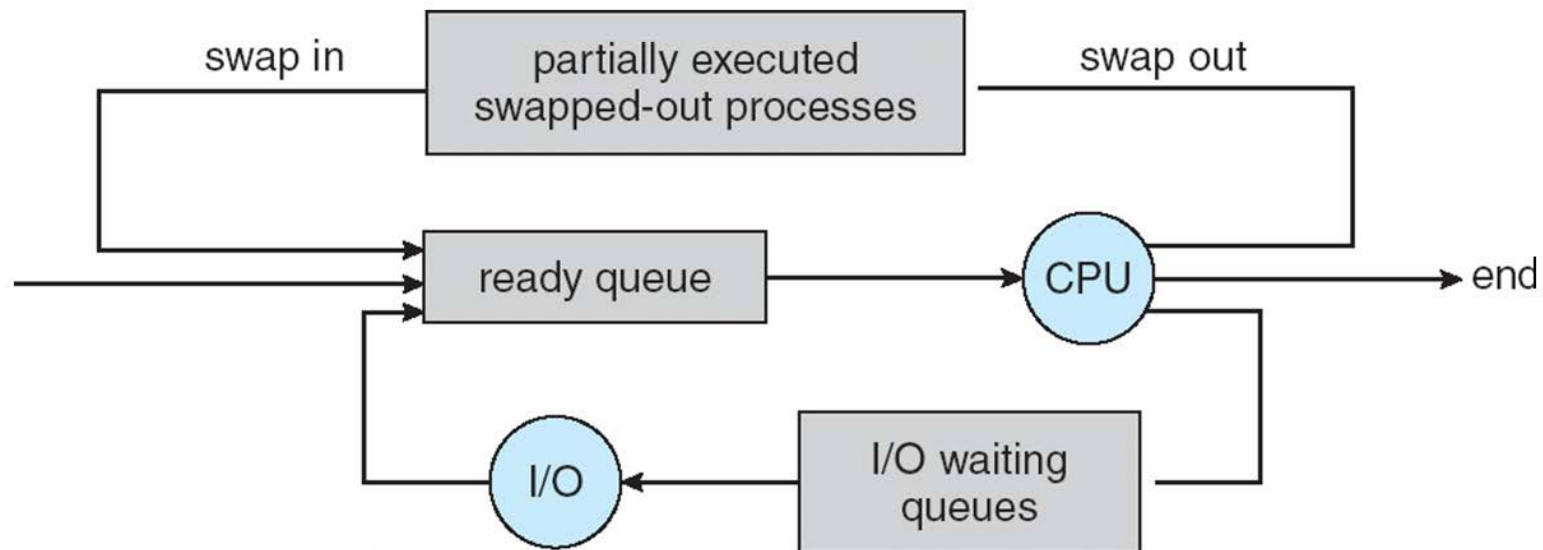 swap in
partially executed
swapped-out processes
swap out
ready queue
CPU
end
I/O
I/O waiting
queues